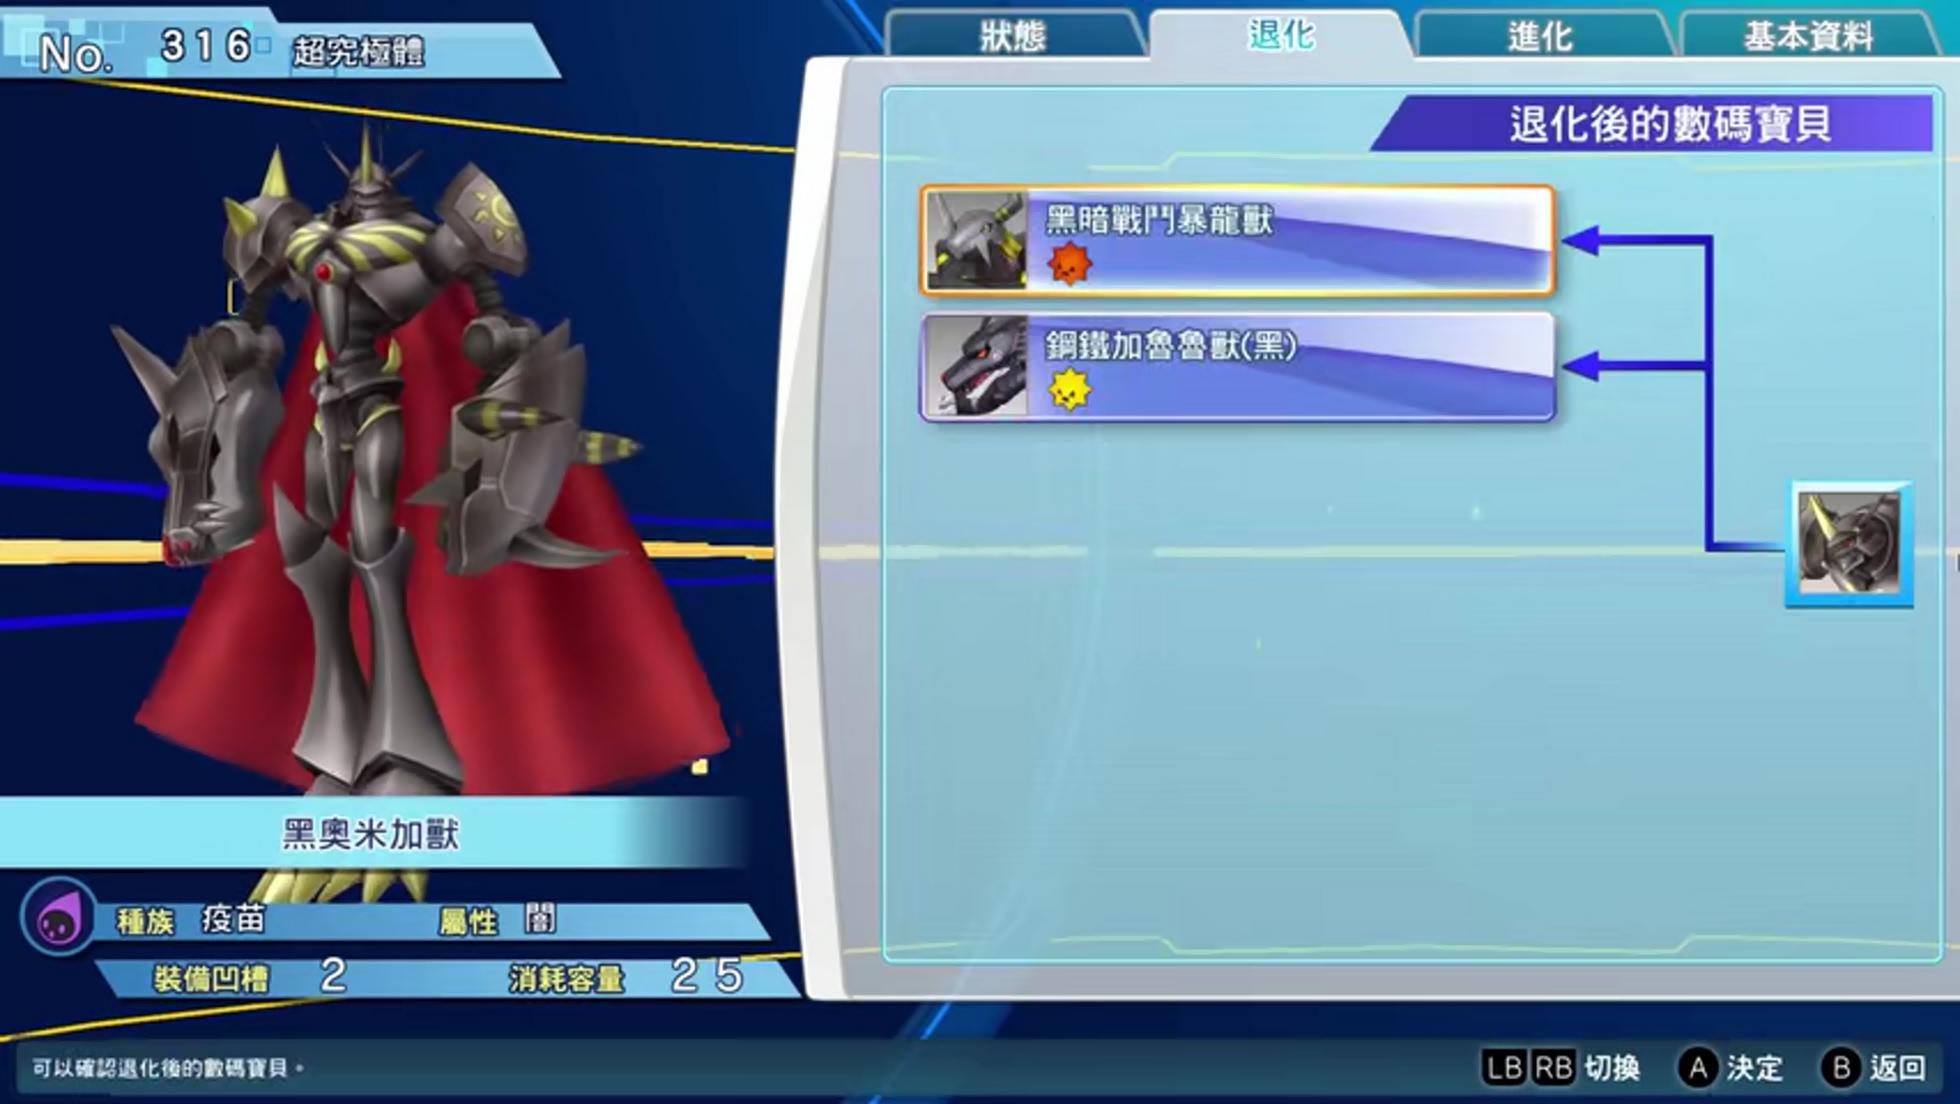 No. 316 超究極體
狀態 退化 進化 基本資料
退化後的數碼寶貝
黑暗戰鬥暴龍獸
鋼鐵加魯魯獸(黑)
黑奧米加獸
種族 疫苗 屬性 闇
裝備凹槽 2 消耗容量 25
可以確認退化後的數碼寶貝。
LB RB 切換 A 決定 B 返回